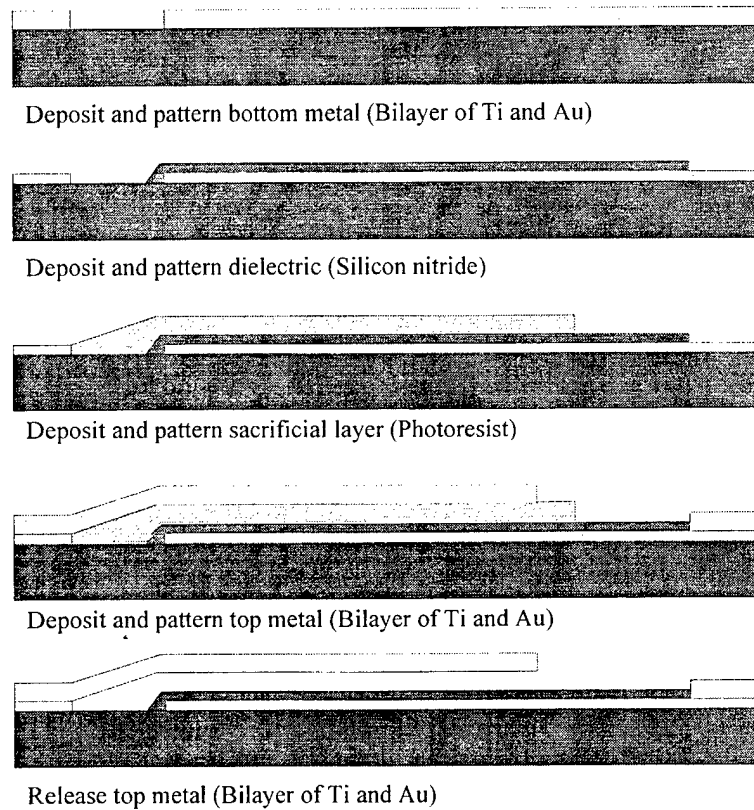 Deposit and pattern bottom metal (Bilayer of Ti and Au)
Deposit and pattern dielectric (Silicon nitride)
Deposit and pattern sacrificial layer (Photoresist)
Deposit and pattern top metal (Bilayer of Ti and Au)
Release top metal (Bilayer of Ti and Au)